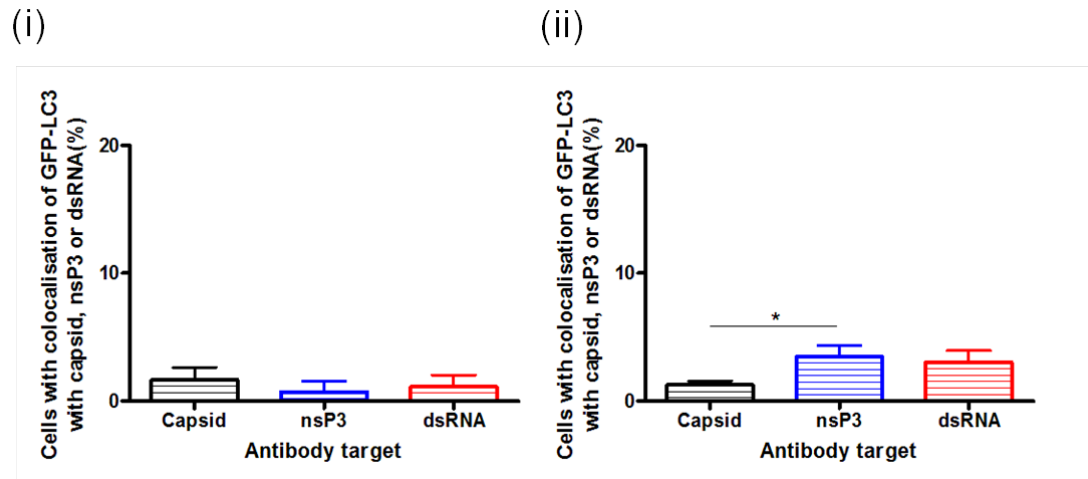 (i)
Cells with colocalisation of GFP-LC3
with capsid, nsP3 or dsRNA(%)
20
10
0
Capsid nsP3 dsRNA
Antibody target
(ii)
Cells with colocalisation of GFP-LC3
with capsid, nsP3 or dsRNA(%)
20
10
0
*
Capsid nsP3 dsRNA
Antibody target